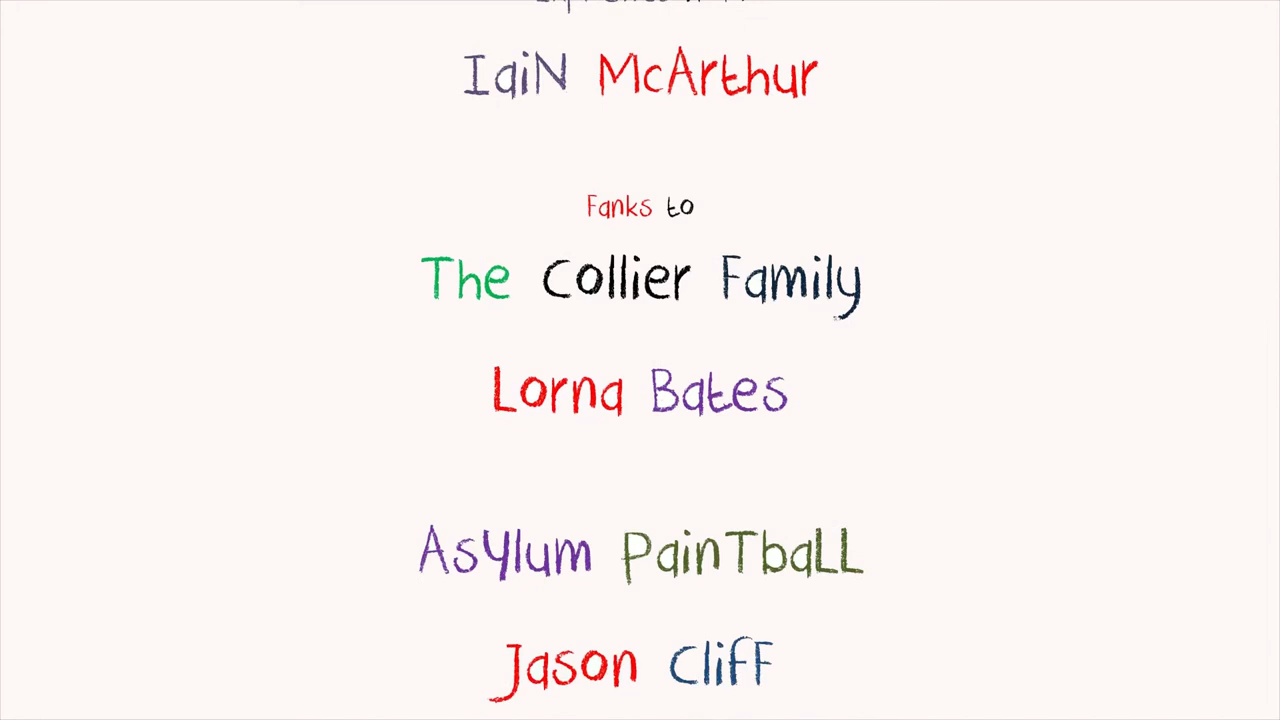 IaiN McArthur
Fanks to
The Collier Family
Lorna Bates
Asylum PainTbaLL
Jason CliFF